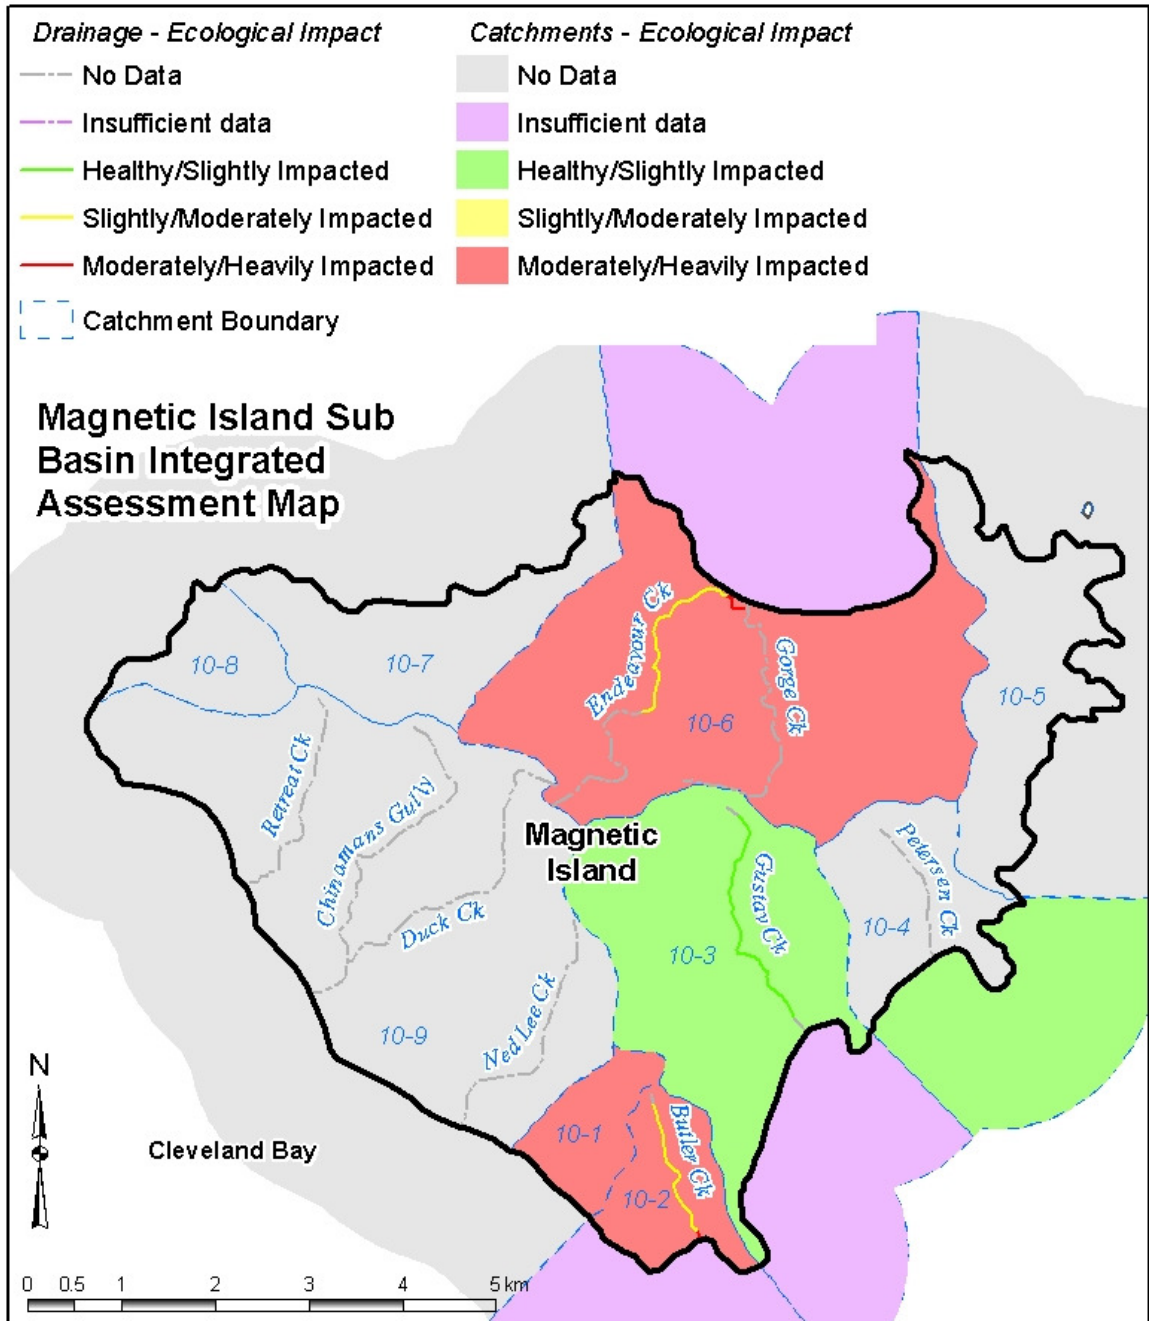 Drainage - Ecological Impact
No Data
Insufficient data
Healthy/Slightly Impacted
Slightly/Moderately Impacted
Moderately/Heavily Impacted
Catchment Boundary
Catchments - Ecological Impact
No Data
Insufficient data
Healthy/Slightly Impacted
Slightly/Moderately Impacted
Moderately/Heavily Impacted
Magnetic Island Sub
Basin Integrated
Assessment Map
Endeavour Ck
Gorge Ck
10-8
10-7
10-6
10-5
Retreat Ck
Chinamans Gully
Duck Ck
Magnetic
Island
Gustav Ck
Petersen Ck
10-4
10-3
10-9
Ned Lee Ck
10-1
10-2
Butler Ck
N
Cleveland Bay
0 0.5 1 2 3 4 5 km